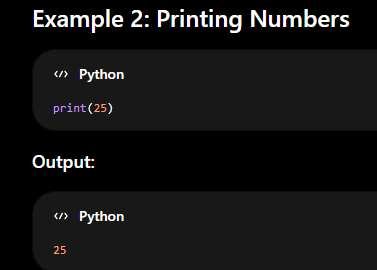 Example 2: Printing Numbers
</> Python
print(25)
Output:
</> Python
25